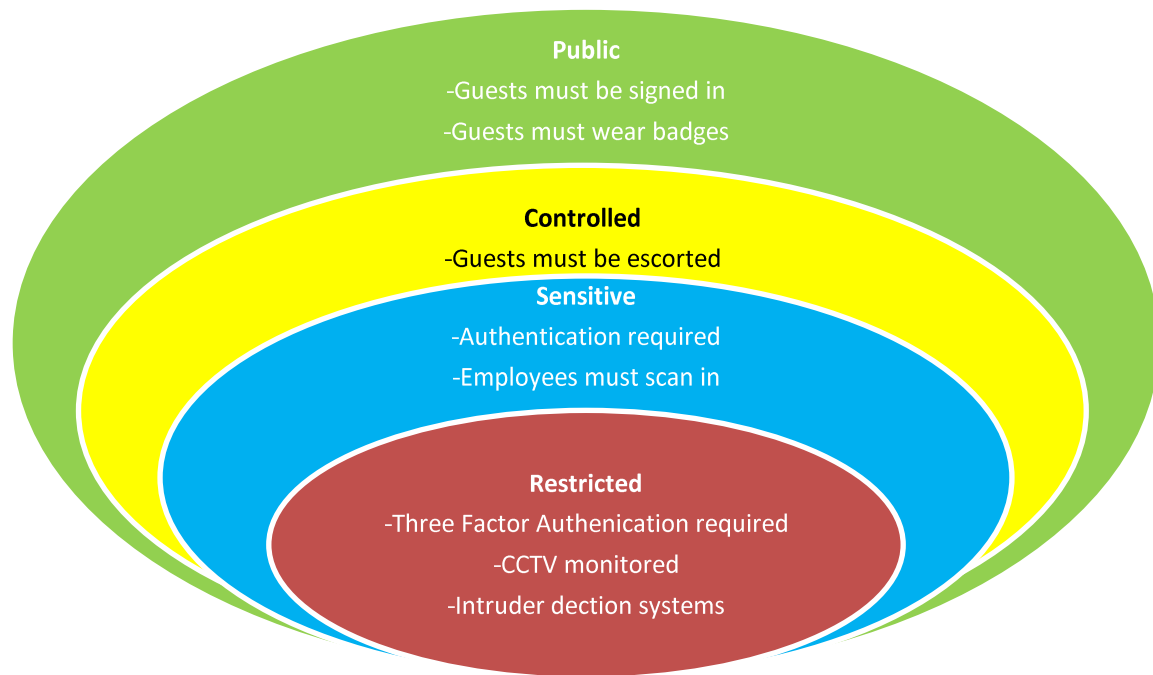 Public
-Guests must be signed in
-Guests must wear badges
Controlled
-Guests must be escorted
Sensitive
-Authentication required
-Employees must scan in
Restricted
-Three Factor Authenication required
-CCTV monitored
-Intruder dection systems